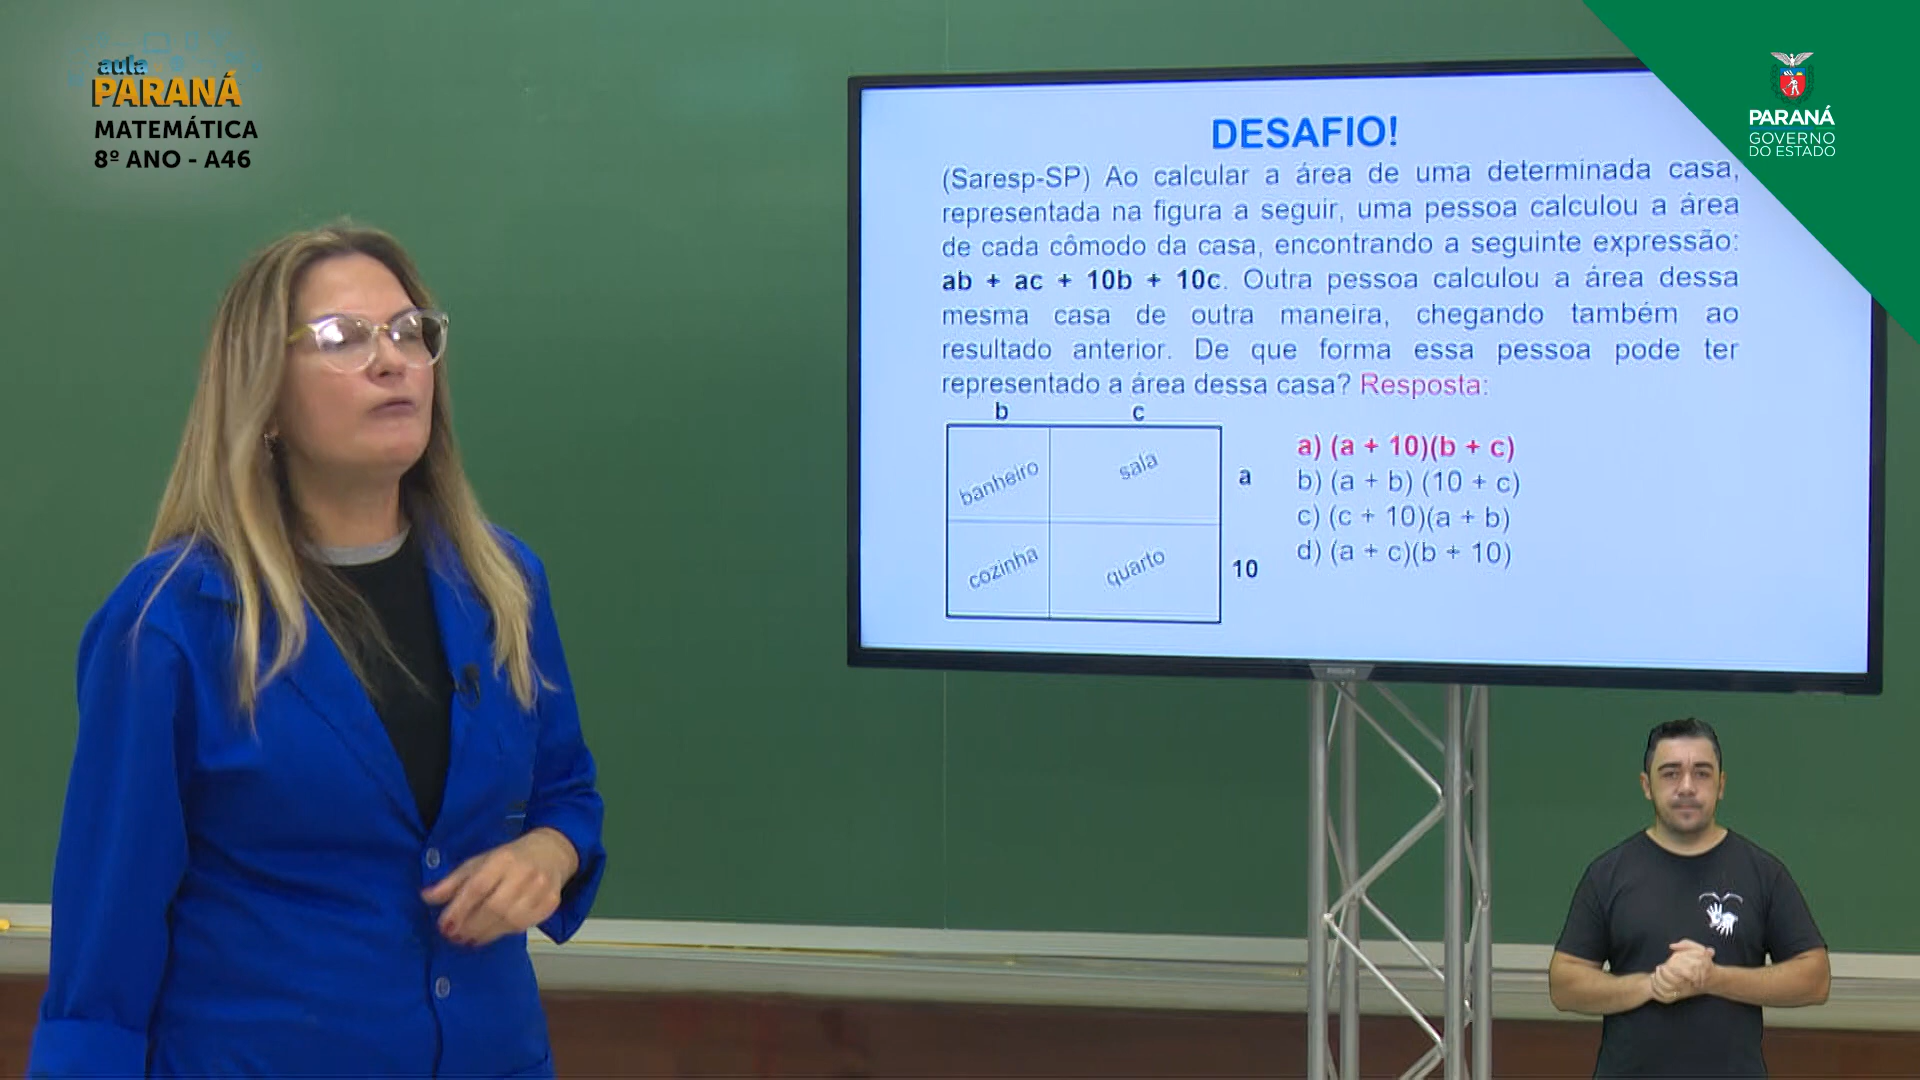 aula
PARANÁ
MATEMÁTICA
8º ANO - A46
PARANÁ
GOVERNO
DO ESTADO
DESAFIO!
(Saresp-SP) Ao calcular a área de uma determinada casa,
representada na figura a seguir, uma pessoa calculou a área
de cada cômodo da casa, encontrando a seguinte expressão:
ab + ac + 10b + 10c. Outra pessoa calculou a área dessa
mesma casa de outra maneira, chegando também ao
resultado anterior. De que forma essa pessoa pode ter
representado a área dessa casa? Resposta:
b c
banheiro sala a
cozinha quarto 10
a) (a + 10)(b + c)
b) (a + b) (10 + c)
c) (c + 10)(a + b)
d) (a + c)(b + 10)
PHILIPS